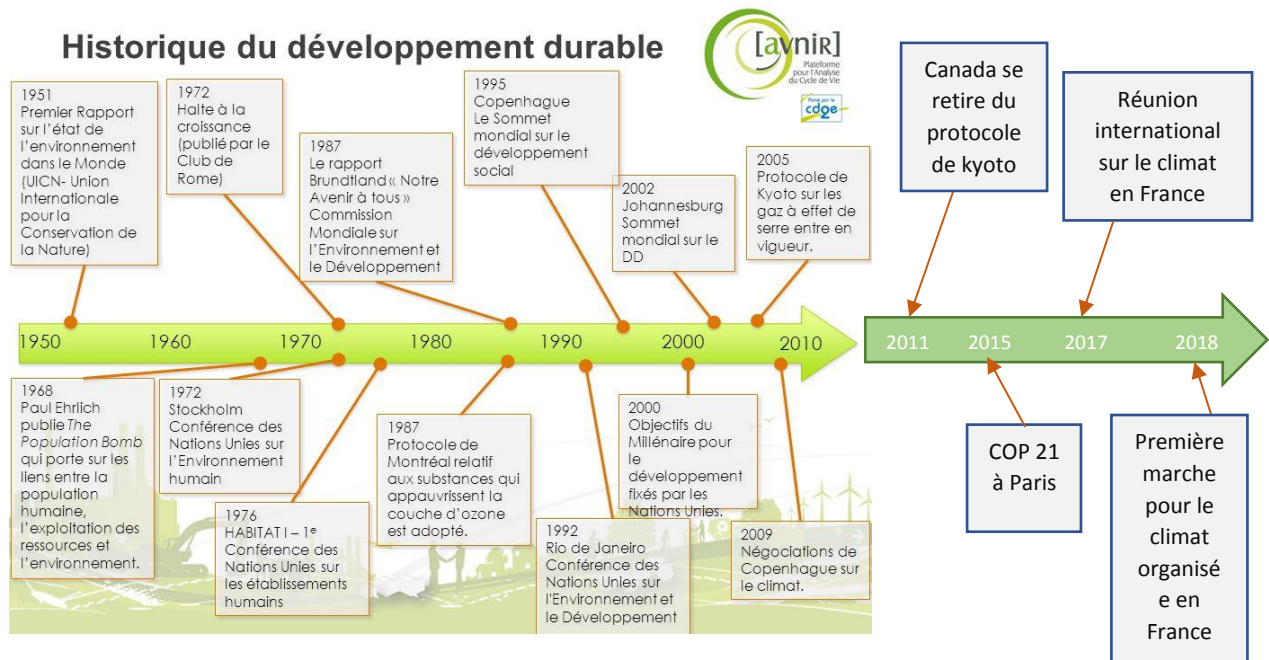 Historique du développement durable
[avniR]
Plateforme
pour l'Analyse
du Cycle de Vie
Porté par le
cd2e
1951
Premier Rapport
sur l'état de
l'environnement
dans le Monde
(UICN- Union
Internationale
pour la
Conservation de
la Nature)
1972
Halte à la
croissance
(publié par le
Club de
Rome)
1987
Le rapport
Brundtland « Notre
Avenir à tous »
Commission
Mondiale sur
l'Environnement et
le Développement
1995
Copenhague
Le Sommet
mondial sur le
développement
social
2002
Johannesburg
Sommet
mondial sur le
DD
2005
Protocole de
Kyoto sur les
gaz à effet de
serre entre en
vigueur.
Canada se
retire du
protocole
de kyoto
Réunion
international
sur le climat
en France
1950 1960 1970 1980 1990 2000 2010
2011 2015 2017 2018
1968
Paul Ehrlich
publie The
Population Bomb
qui porte sur les
liens entre la
population
humaine,
l'exploitation des
ressources et
l'environnement.
1972
Stockholm
Conférence des
Nations Unies sur
l'Environnement
humain
1976
HABITAT I – 1e
Conférence des
Nations Unies sur
les établissements
humains
1987
Protocole de
Montréal relatif
aux substances qui
appauvrissent la
couche d'ozone
est adopté.
1992
Rio de Janeiro
Conférence des
Nations Unies sur
l'Environnement et
le Développement
2000
Objectifs du
Millénaire pour
le
développement
fixés par les
Nations Unies.
2009
Négociations de
Copenhague sur
le climat.
COP 21
à Paris
Première
marche
pour le
climat
organisé
e en
France